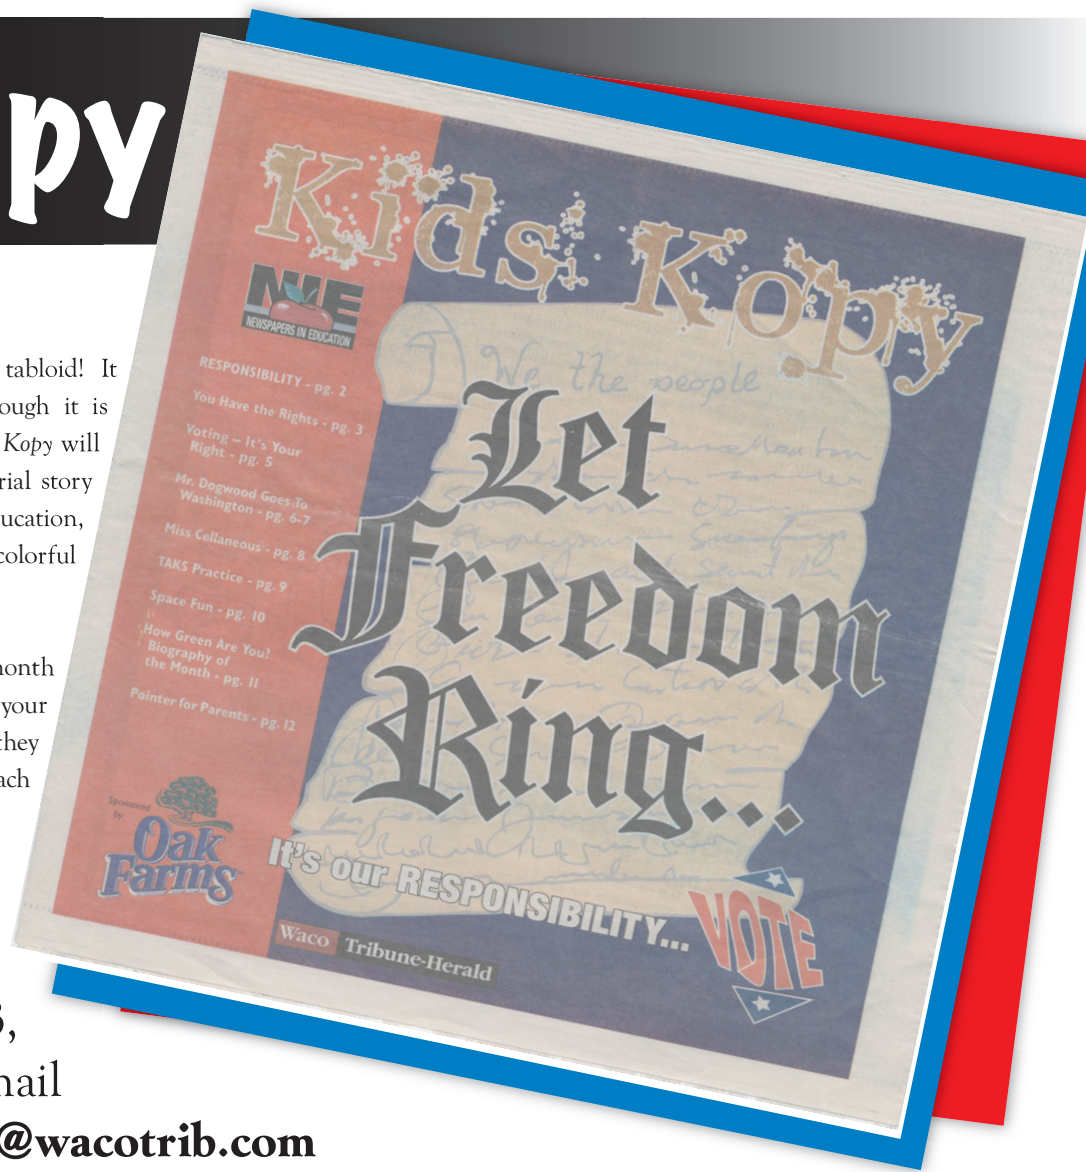 py
tabloid! It
ough it is
Kopy will
rial story
ucation,
colorful
nonth
your
they
ach
mail
@wacotrib.com
Kids Kopy
NIE
NEWSPAPERS IN EDUCATION
RESPONSIBILITY - pg. 2
You Have the Rights - pg. 3
Voting – It's Your
Right - pg. 5
Mr. Dogwood Goes To
Washington - pg. 6-7
Miss Cellaneous - pg. 8
TAKS Practice - pg. 9
Space Fun - pg. 10
How Green Are You?
Biography of
the Month - pg. 11
Pointer for Parents - pg. 12
Sponsored
by
Oak
Farms
We the people
Let
Freedom
Ring...
It's our RESPONSIBILITY...
VOTE
Waco Tribune-Herald